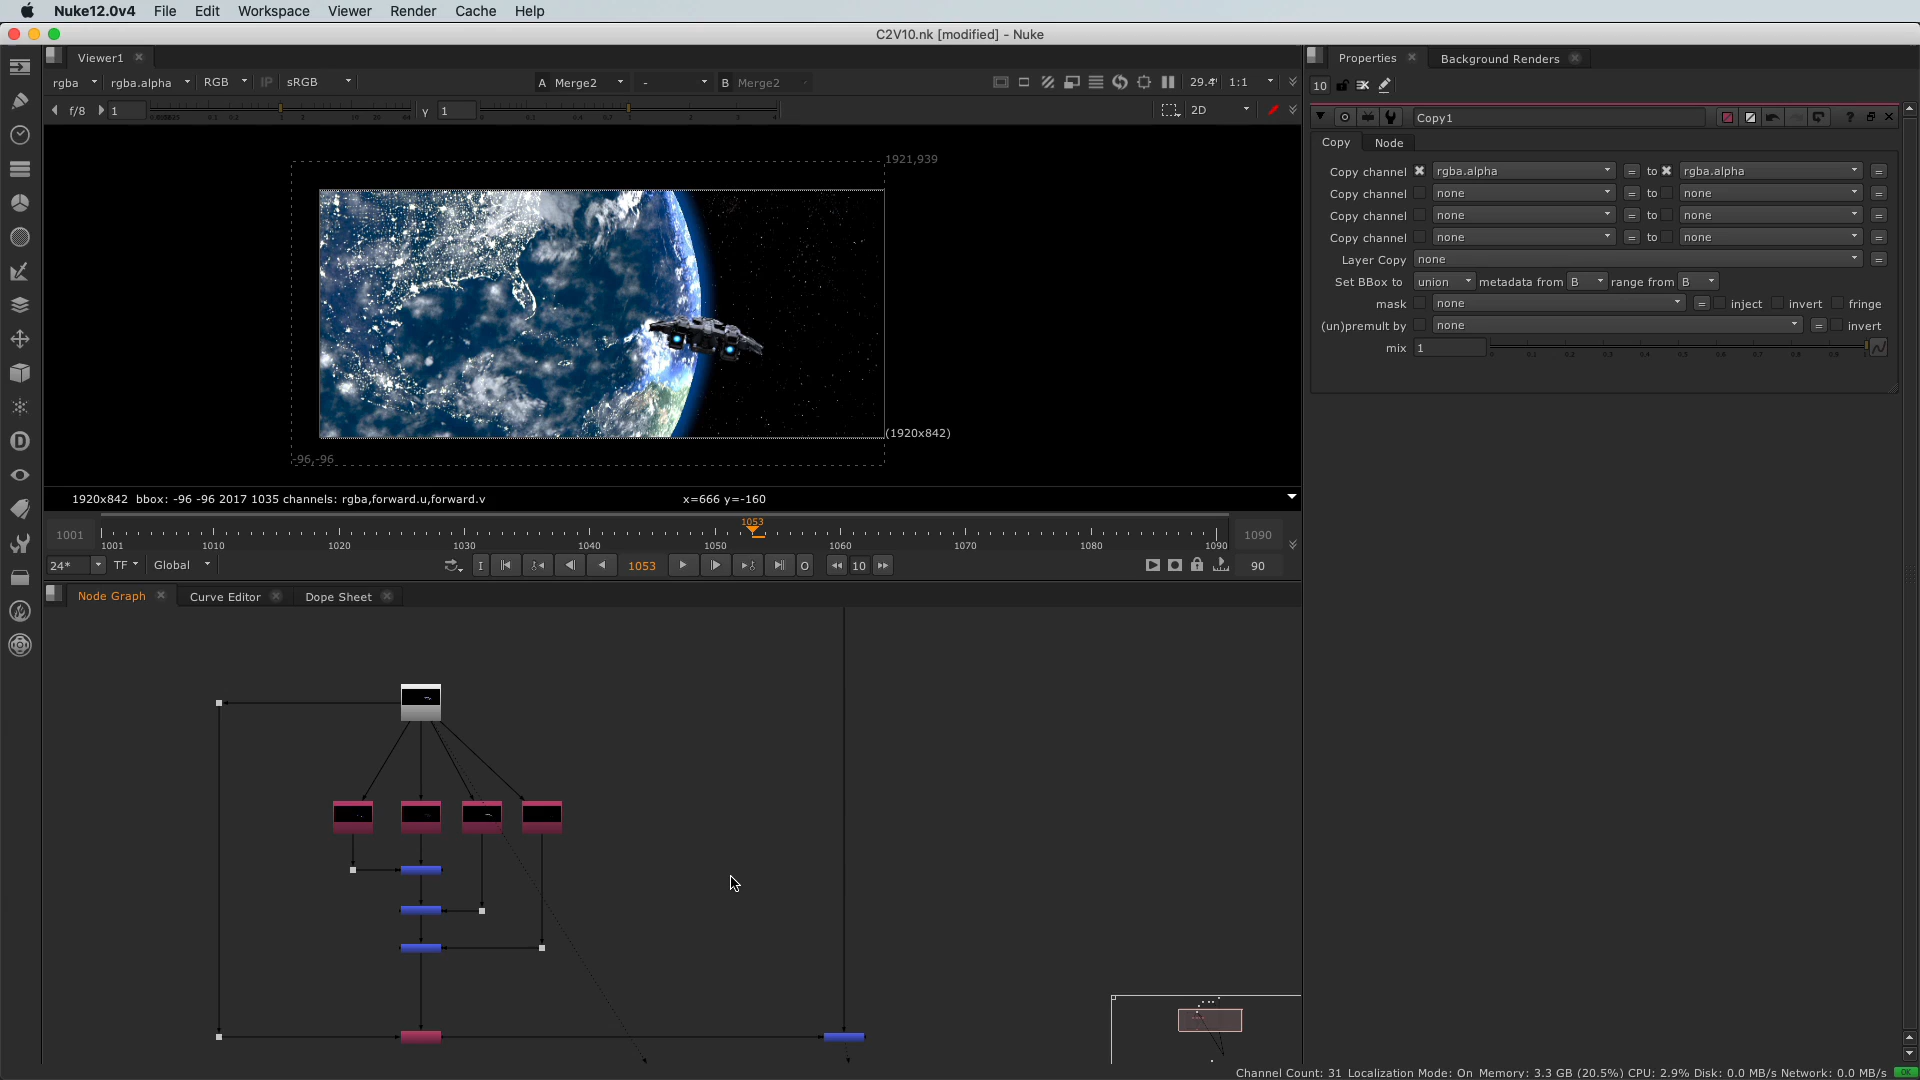 Nuke12.0v4 File Edit Workspace Viewer Render Cache Help
C2V10.nk [modified] - Nuke
Viewer1
rgba rgba.alpha RGB IP sRGB A Merge2 - B Merge2 29.4 1:1
f/8 1 γ 1 2D
1921,939
(1920x842)
-96,-96
1920x842 bbox: -96 -96 2017 1035 channels: rgba,forward.u,forward.v x=666 y=-160
1053
1001 1090
1001 1010 1020 1030 1040 1050 1060 1070 1080 1090
24* TF Global I 1053 O 10 90
Node Graph Curve Editor Dope Sheet
Properties Background Renders
10
Copy1 ?
Copy Node
Copy channel rgba.alpha = to rgba.alpha =
Copy channel none = to none =
Copy channel none = to none =
Copy channel none = to none =
Layer Copy none =
Set BBox to union metadata from B range from B
mask none = inject invert fringe
(un)premult by none = invert
mix 1
Channel Count: 31 Localization Mode: On Memory: 3.3 GB (20.5%) CPU: 2.9% Disk: 0.0 MB/s Network: 0.0 MB/s OK